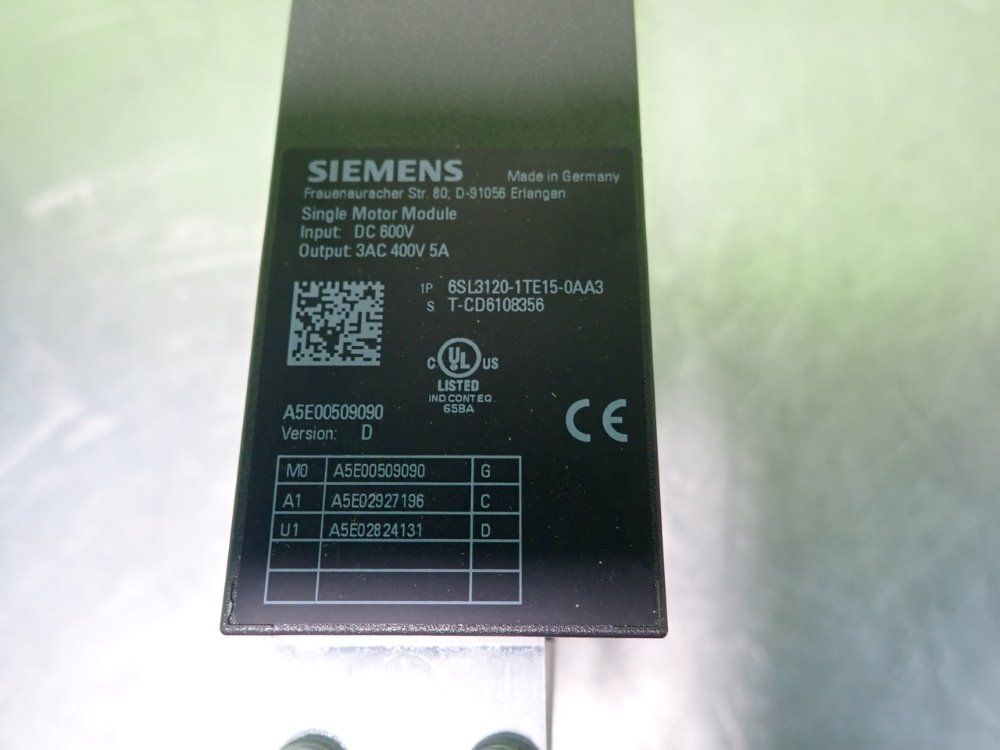 SIEMENS
Made in Germany
Frauenauracher Str. 80, D-91056 Erlangen
Single Motor Module
Input: DC 600V
Output: 3AC 400V 5A
1P 6SL3120-1TE15-0AA3
S T-CD6108356
C UL US
LISTED
IND CONT EQ.
65BA
A5E00509090
Version: D
CE
M0 A5E00509090 G
A1 A5E02927196 C
U1 A5E02824131 D